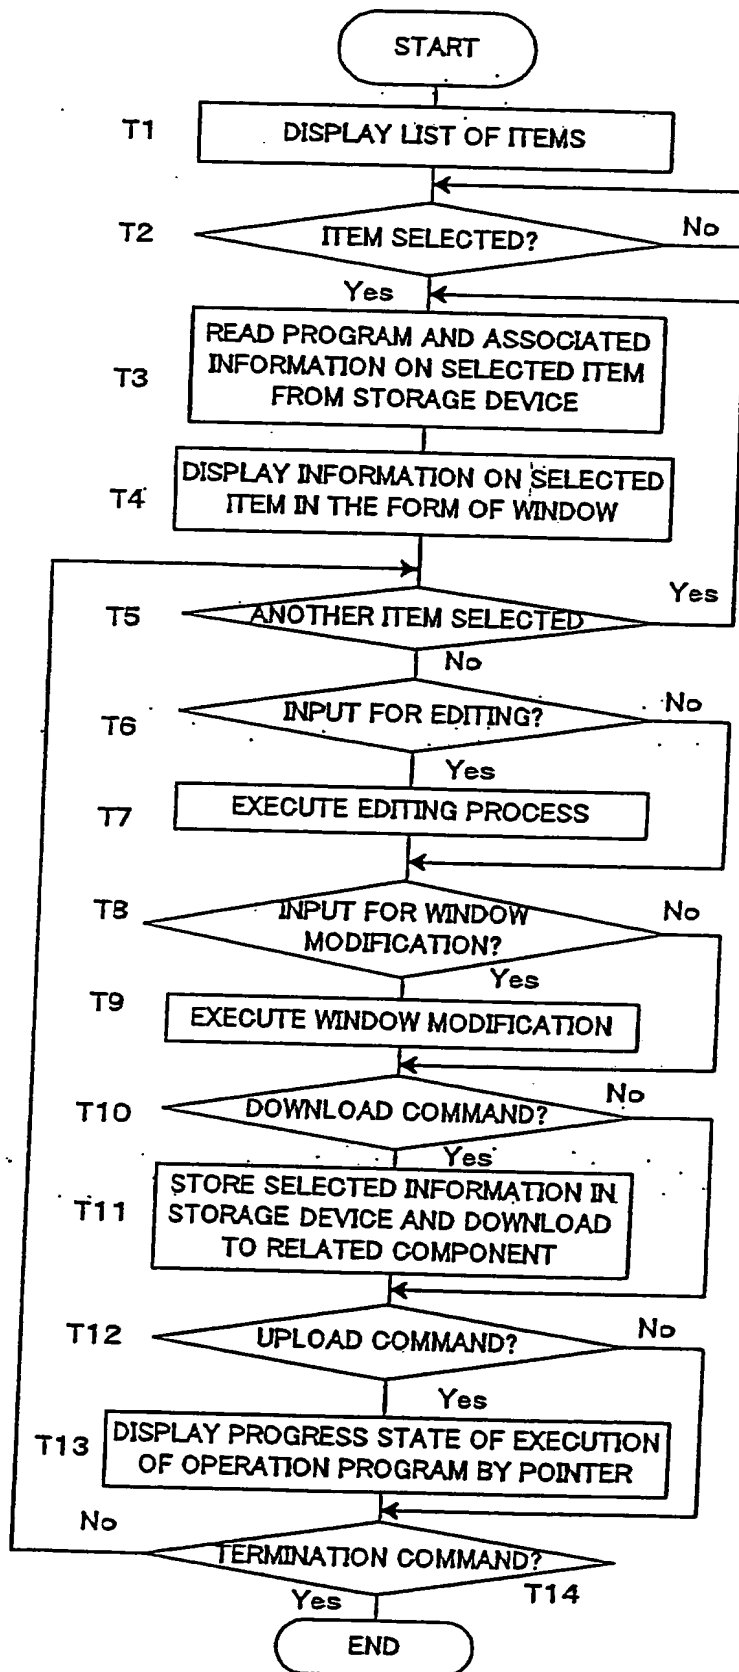 START
T1
DISPLAY LIST OF ITEMS
T2
ITEM SELECTED?
No
Yes
READ PROGRAM AND ASSOCIATED
INFORMATION ON SELECTED ITEM
T3
FROM STORAGE DEVICE
DISPLAY INFORMATION ON SELECTED
T4
ITEM IN THE FORM OF WINDOW
Yes
T5
ANOTHER ITEM SELECTED
No
T6
INPUT FOR EDITING?
No
Yes
T7
EXECUTE EDITING PROCESS
T8
INPUT FOR WINDOW
MODIFICATION?
No
Yes
T9
EXECUTE WINDOW MODIFICATION
T10
DOWNLOAD COMMAND?
No
Yes
STORE SELECTED INFORMATION IN
T11
STORAGE DEVICE AND DOWNLOAD
TO RELATED COMPONENT
T12
UPLOAD COMMAND?
No
Yes
T13
DISPLAY PROGRESS STATE OF EXECUTION
OF OPERATION PROGRAM BY POINTER
No
TERMINATION COMMAND?
Yes
T14
END